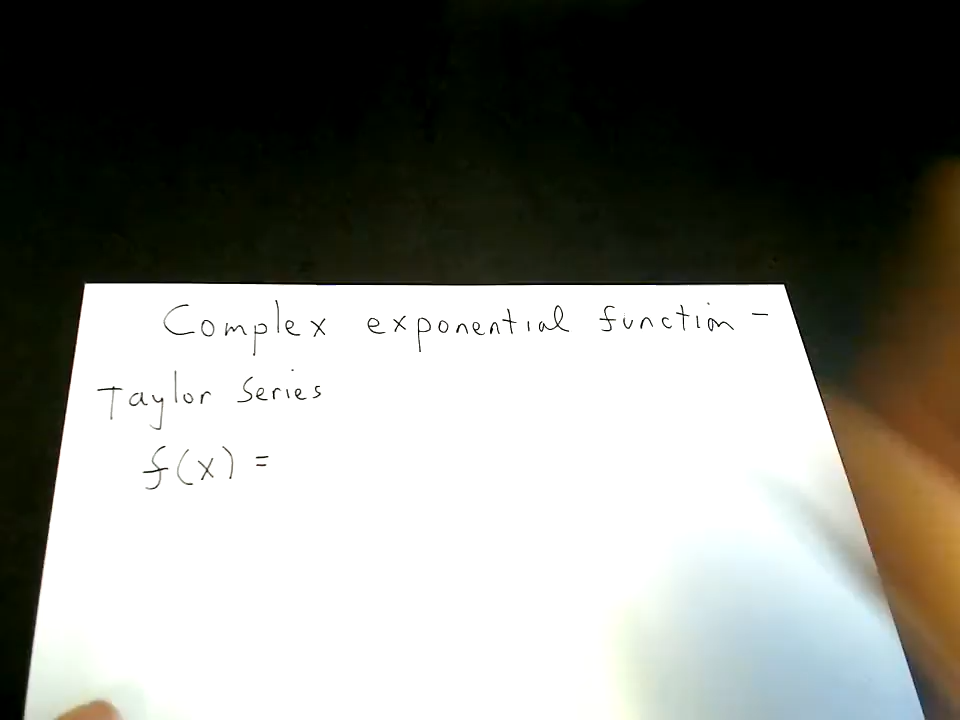 Complex exponential function -
Taylor Series
f(x) =